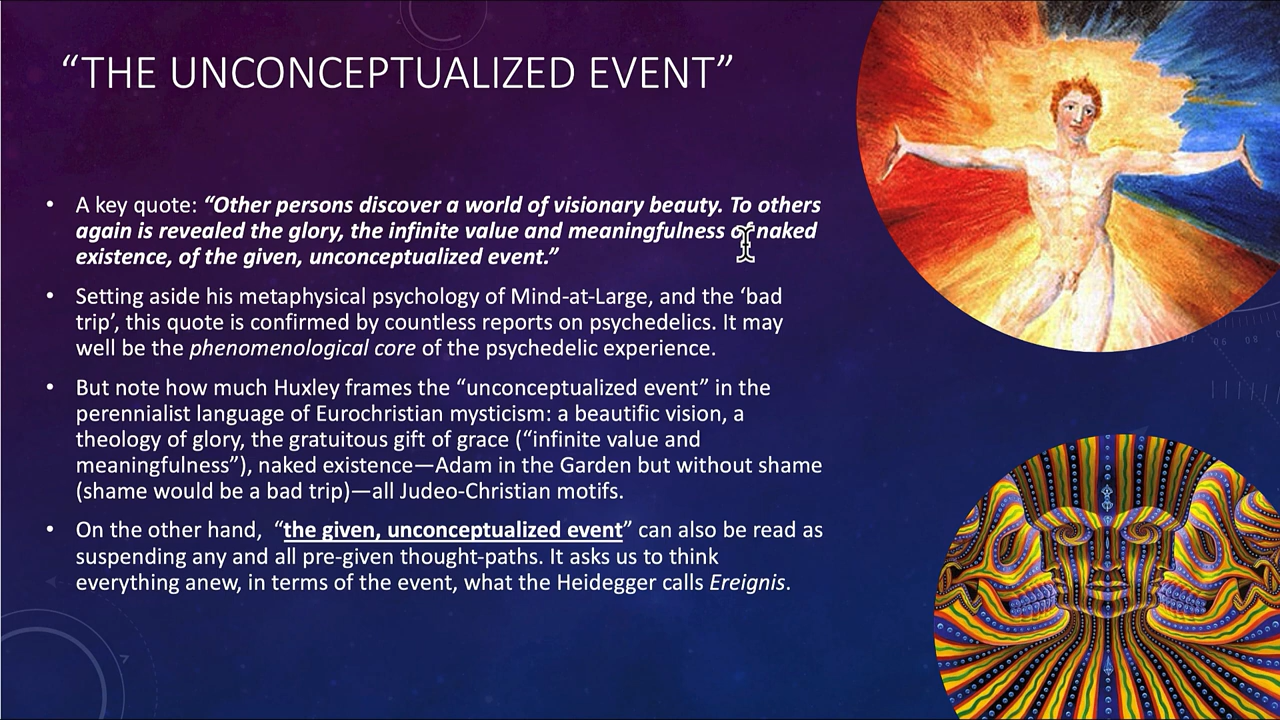 “THE UNCONCEPTUALIZED EVENT”
• A key quote: “Other persons discover a world of visionary beauty. To others
again is revealed the glory, the infinite value and meaningfulness of naked
existence, of the given, unconceptualized event.”
• Setting aside his metaphysical psychology of Mind-at-Large, and the ‘bad
trip’, this quote is confirmed by countless reports on psychedelics. It may
well be the phenomenological core of the psychedelic experience.
• But note how much Huxley frames the “unconceptualized event” in the
perennialist language of Eurochristian mysticism: a beautific vision, a
theology of glory, the gratuitous gift of grace (“infinite value and
meaningfulness”), naked existence—Adam in the Garden but without shame
(shame would be a bad trip)—all Judeo-Christian motifs.
• On the other hand, “the given, unconceptualized event” can also be read as
suspending any and all pre-given thought-paths. It asks us to think
everything anew, in terms of the event, what the Heidegger calls Ereignis.